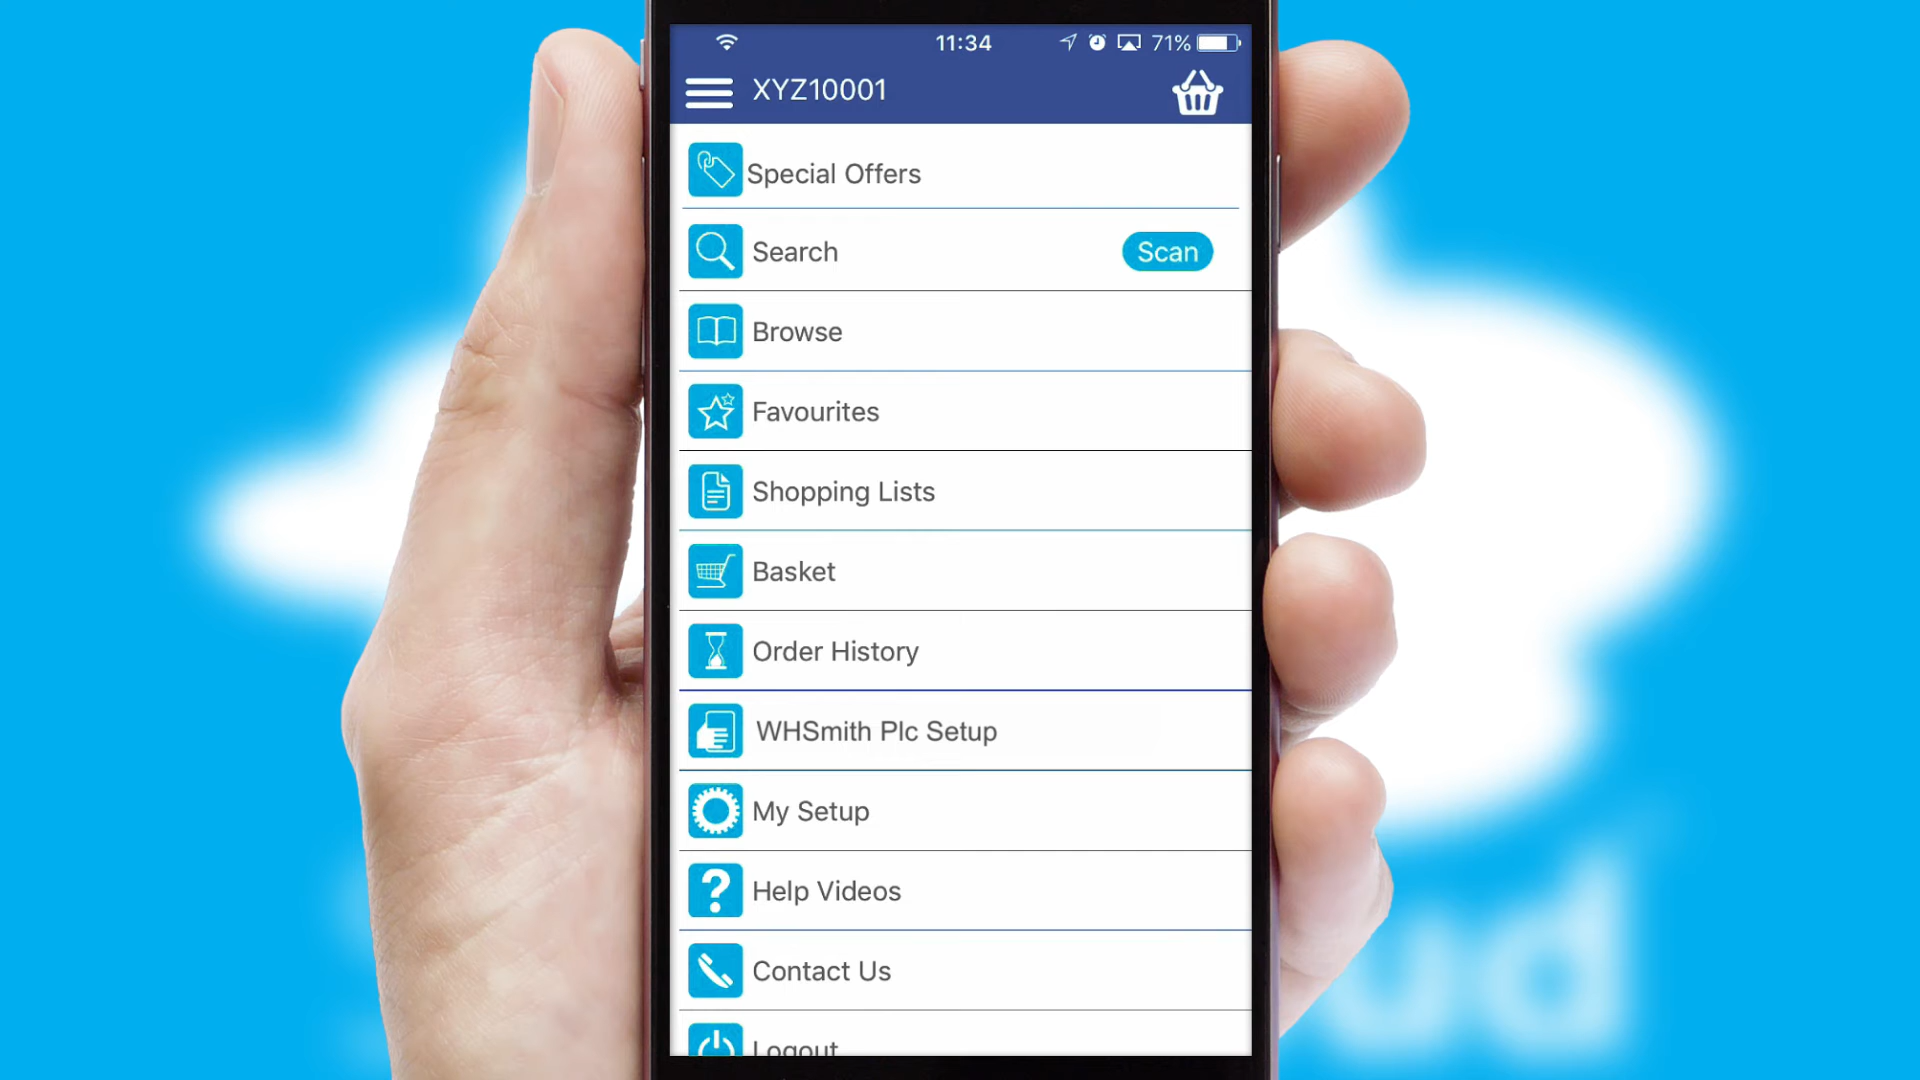 11:34
71%
XYZ10001
Special Offers
Search
Scan
Browse
Favourites
Shopping Lists
Basket
Order History
WHSmith Plc Setup
My Setup
Help Videos
Contact Us
Logout
ud